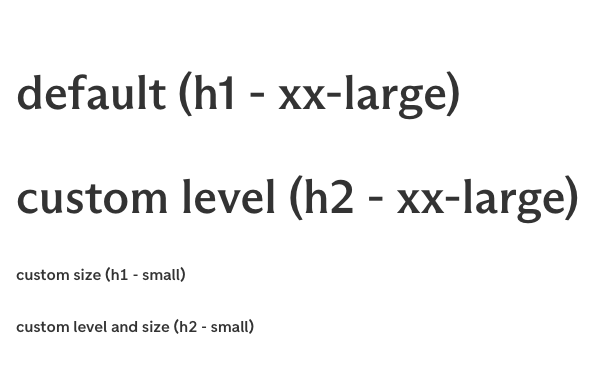 default (h1 - xx-large)
custom level (h2 - xx-large)
custom size (h1 - small)
custom level and size (h2 - small)